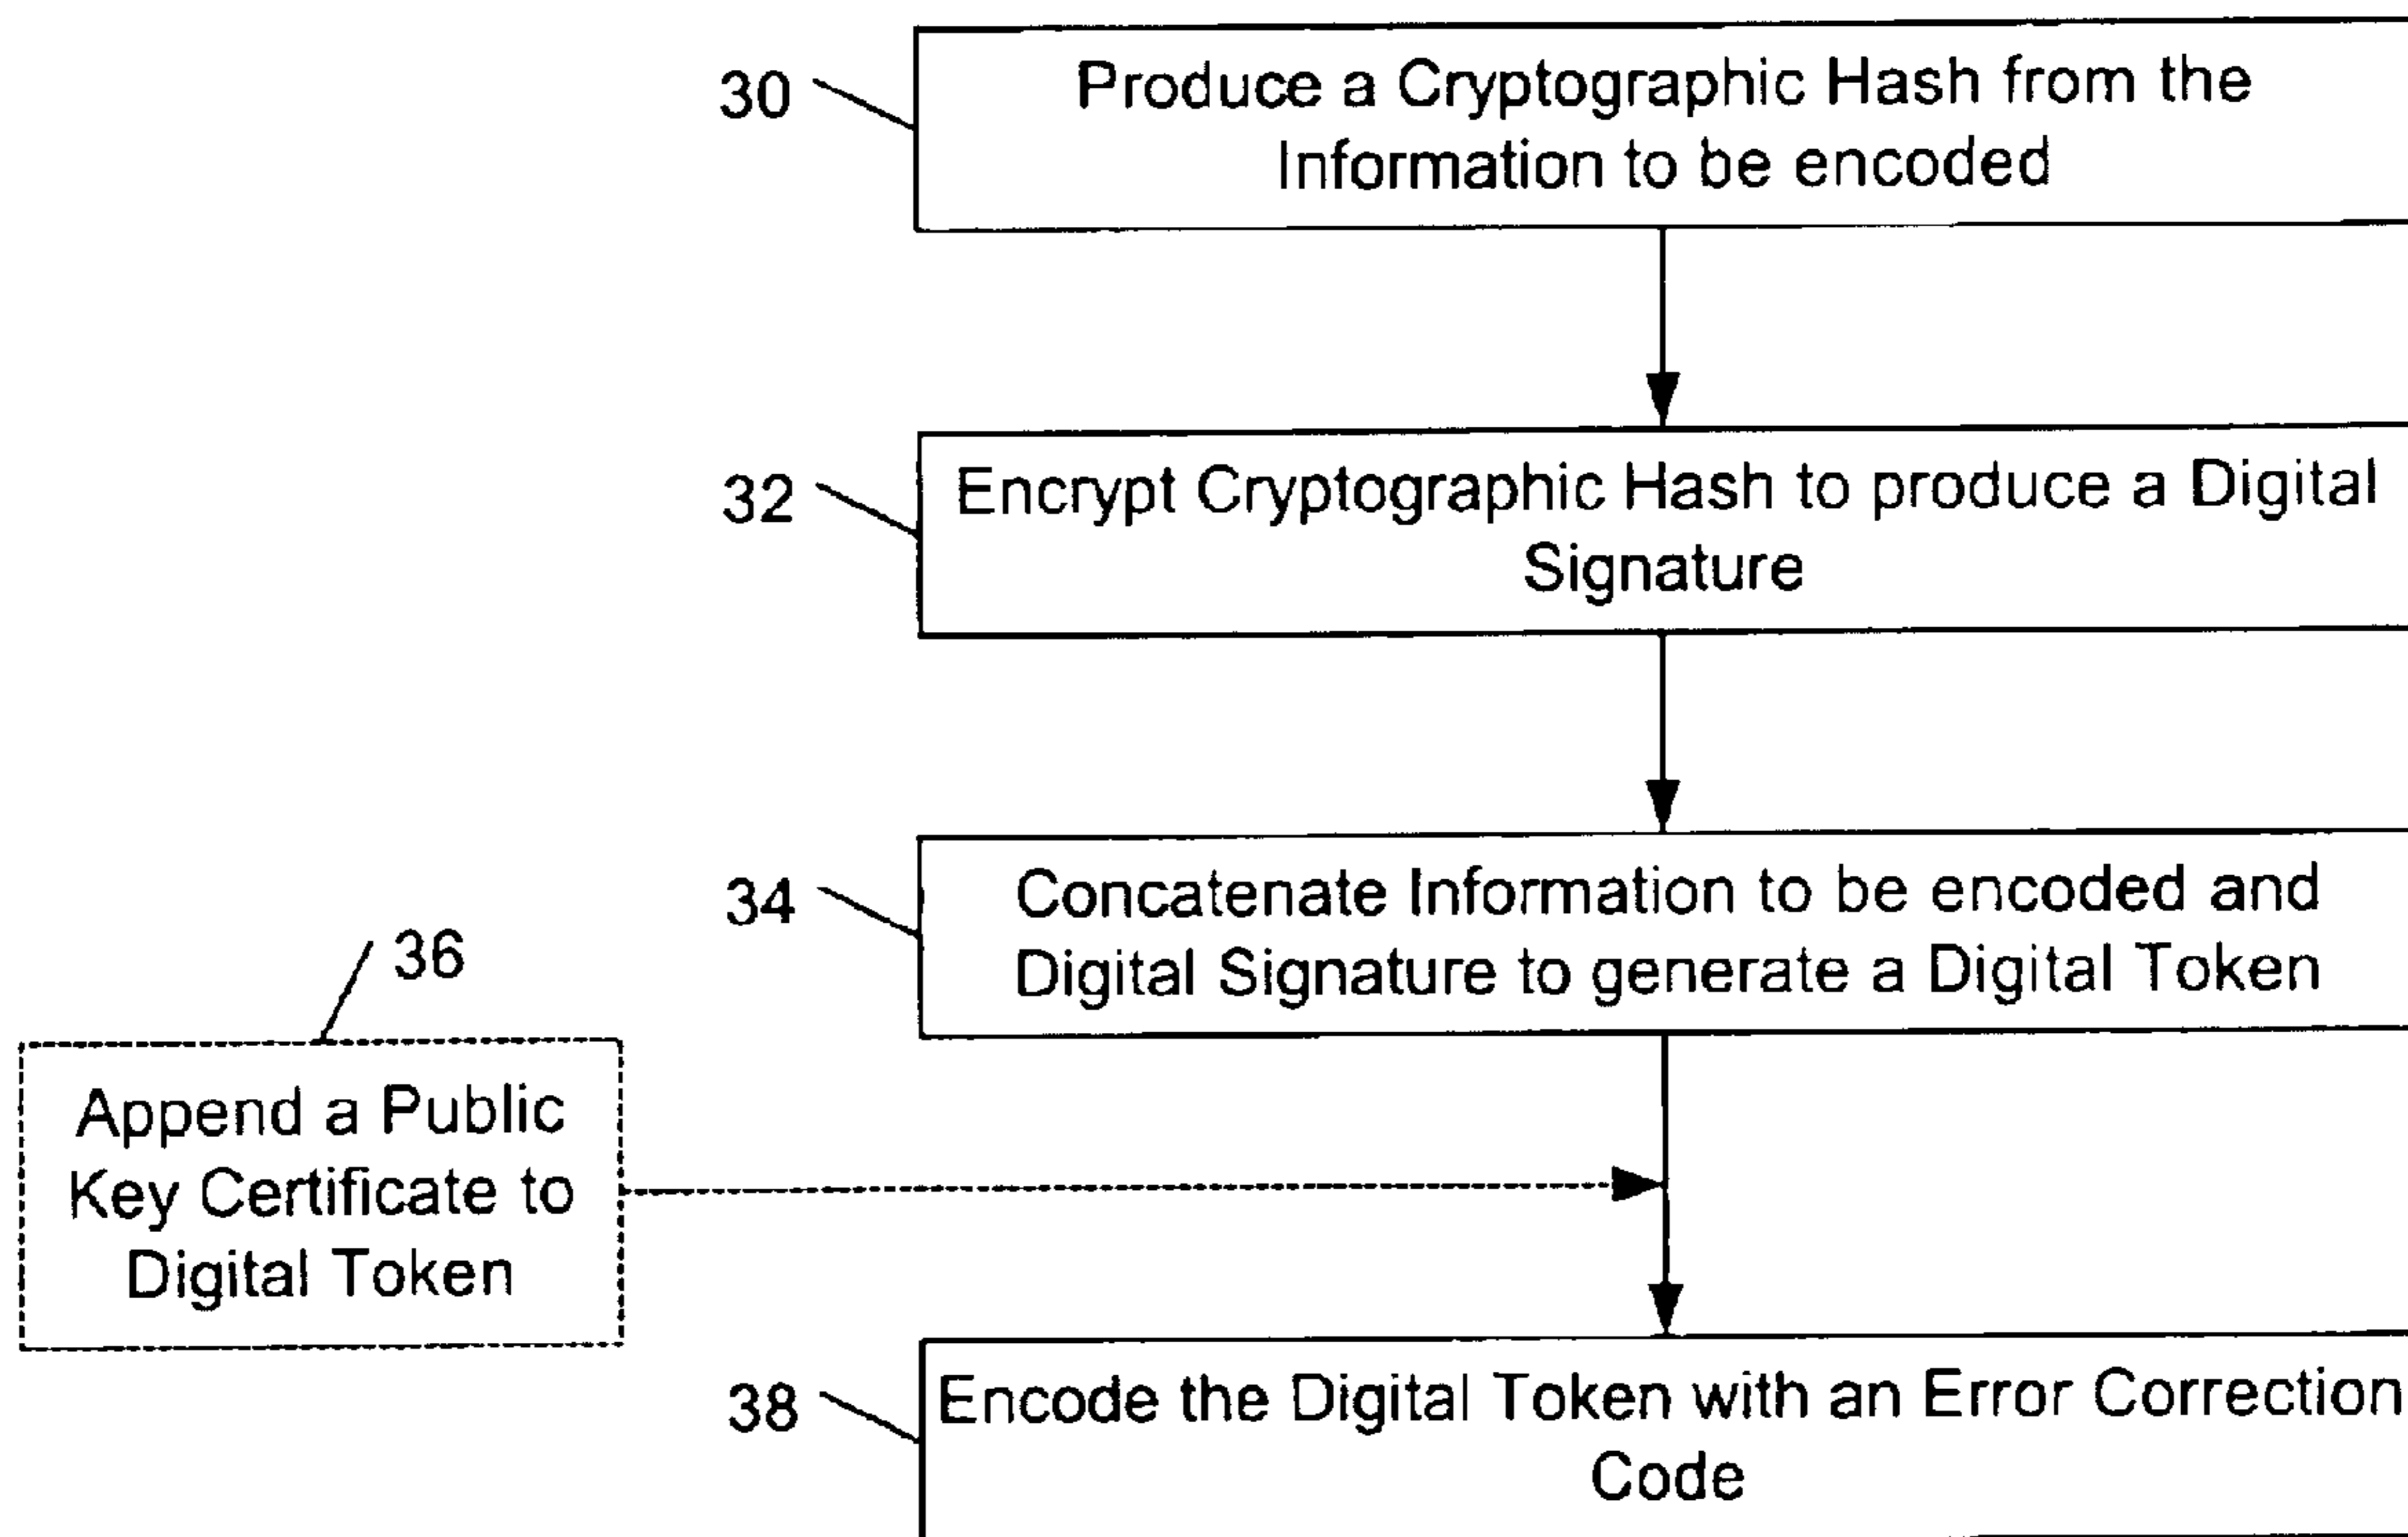 30
Produce a Cryptographic Hash from the
Information to be encoded
32
Encrypt Cryptographic Hash to produce a Digital
Signature
34
Concatenate Information to be encoded and
Digital Signature to generate a Digital Token
36
Append a Public
Key Certificate to
Digital Token
38
Encode the Digital Token with an Error Correction
Code